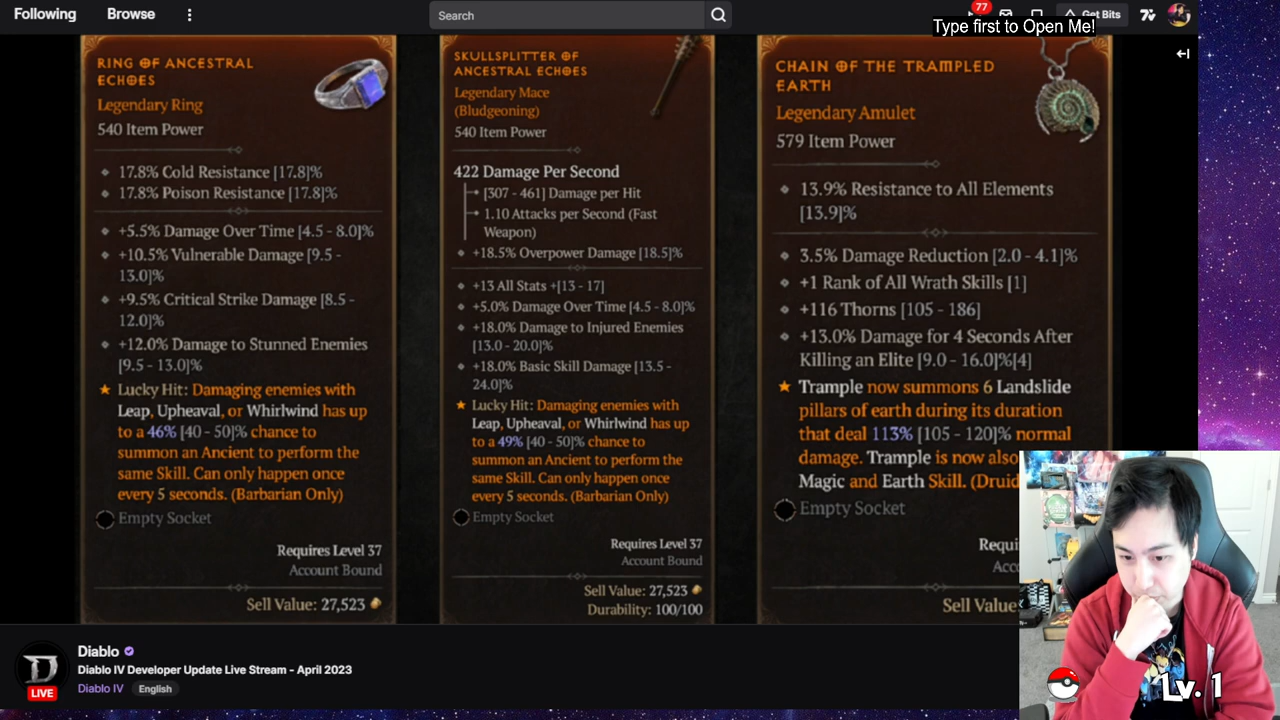 Following
Browse
Search
77
Get Bits
Type first to Open Me!
RING OF ANCESTRAL
ECHOES
Legendary Ring
540 Item Power
17.8% Cold Resistance [17.8]%
17.8% Poison Resistance [17.8]%
+5.5% Damage Over Time [4.5 - 8.0]%
+10.5% Vulnerable Damage [9.5 -
13.0]%
+9.5% Critical Strike Damage [8.5 -
12.0]%
+12.0% Damage to Stunned Enemies
[9.5 - 13.0]%
Lucky Hit: Damaging enemies with
Leap, Upheaval, or Whirlwind has up
to a 46% [40 - 50]% chance to
summon an Ancient to perform the
same Skill. Can only happen once
every 5 seconds. (Barbarian Only)
Empty Socket
Requires Level 37
Account Bound
Sell Value: 27,523
SKULLSPLITTER OF
ANCESTRAL ECHOES
Legendary Mace
(Bludgeoning)
540 Item Power
422 Damage Per Second
[307 - 461] Damage per Hit
1.10 Attacks per Second (Fast
Weapon)
+18.5% Overpower Damage [18.5]%
+13 All Stats +[13 - 17]
+5.0% Damage Over Time [4.5 - 8.0]%
+18.0% Damage to Injured Enemies
[13.0 - 20.0]%
+18.0% Basic Skill Damage [13.5 -
24.0]%
Lucky Hit: Damaging enemies with
Leap, Upheaval, or Whirlwind has up
to a 49% [40 - 50]% chance to
summon an Ancient to perform the
same Skill. Can only happen once
every 5 seconds. (Barbarian Only)
Empty Socket
Requires Level 37
Account Bound
Sell Value: 27,523
Durability: 100/100
CHAIN OF THE TRAMPLED
EARTH
Legendary Amulet
579 Item Power
13.9% Resistance to All Elements
[13.9]%
3.5% Damage Reduction [2.0 - 4.1]%
+1 Rank of All Wrath Skills [1]
+116 Thorns [105 - 186]
+13.0% Damage for 4 Seconds After
Killing an Elite [9.0 - 16.0]%[4]
Trample now summons 6 Landslide
pillars of earth during its duration
that deal 113% [105 - 120]% normal
damage. Trample is now also
Magic and Earth Skill. (Druid
Empty Socket
Requi
Acc
Sell Value
Diablo
Diablo IV Developer Update Live Stream - April 2023
Diablo IV
English
LIVE
Lv. 1